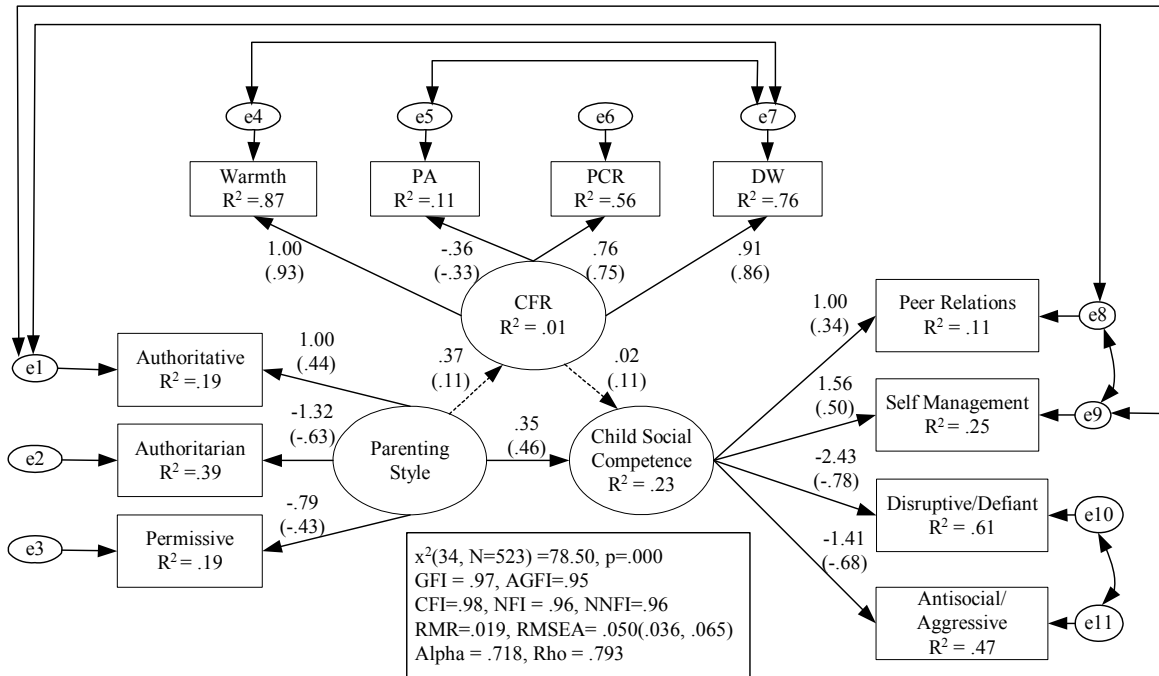 e4
e5
e6
e7
Warmth
R² =.87
PA
R² =.11
PCR
R² =.56
DW
R² =.76
1.00
(.93)
-.36
(-.33)
.76
(.75)
.91
(.86)
CFR
R² = .01
e1
Authoritative
R² =.19
1.00
(.44)
.37
(.11)
.02
(.11)
e2
Authoritarian
R² =.39
-1.32
(-.63)
Parenting
Style
.35
(.46)
Child Social
Competence
R² = .23
e3
Permissive
R² = .19
-.79
(-.43)
1.00
(.34)
Peer Relations
R² = .11
e8
1.56
(.50)
Self Management
R² = .25
e9
-2.43
(-.78)
Disruptive/Defiant
R² = .61
e10
-1.41
(-.68)
Antisocial/
Aggressive
R² = .47
e11
x²(34, N=523) =78.50, p=.000
GFI = .97, AGFI=.95
CFI=.98, NFI = .96, NNFI=.96
RMR=.019, RMSEA= .050(.036, .065)
Alpha = .718, Rho = .793